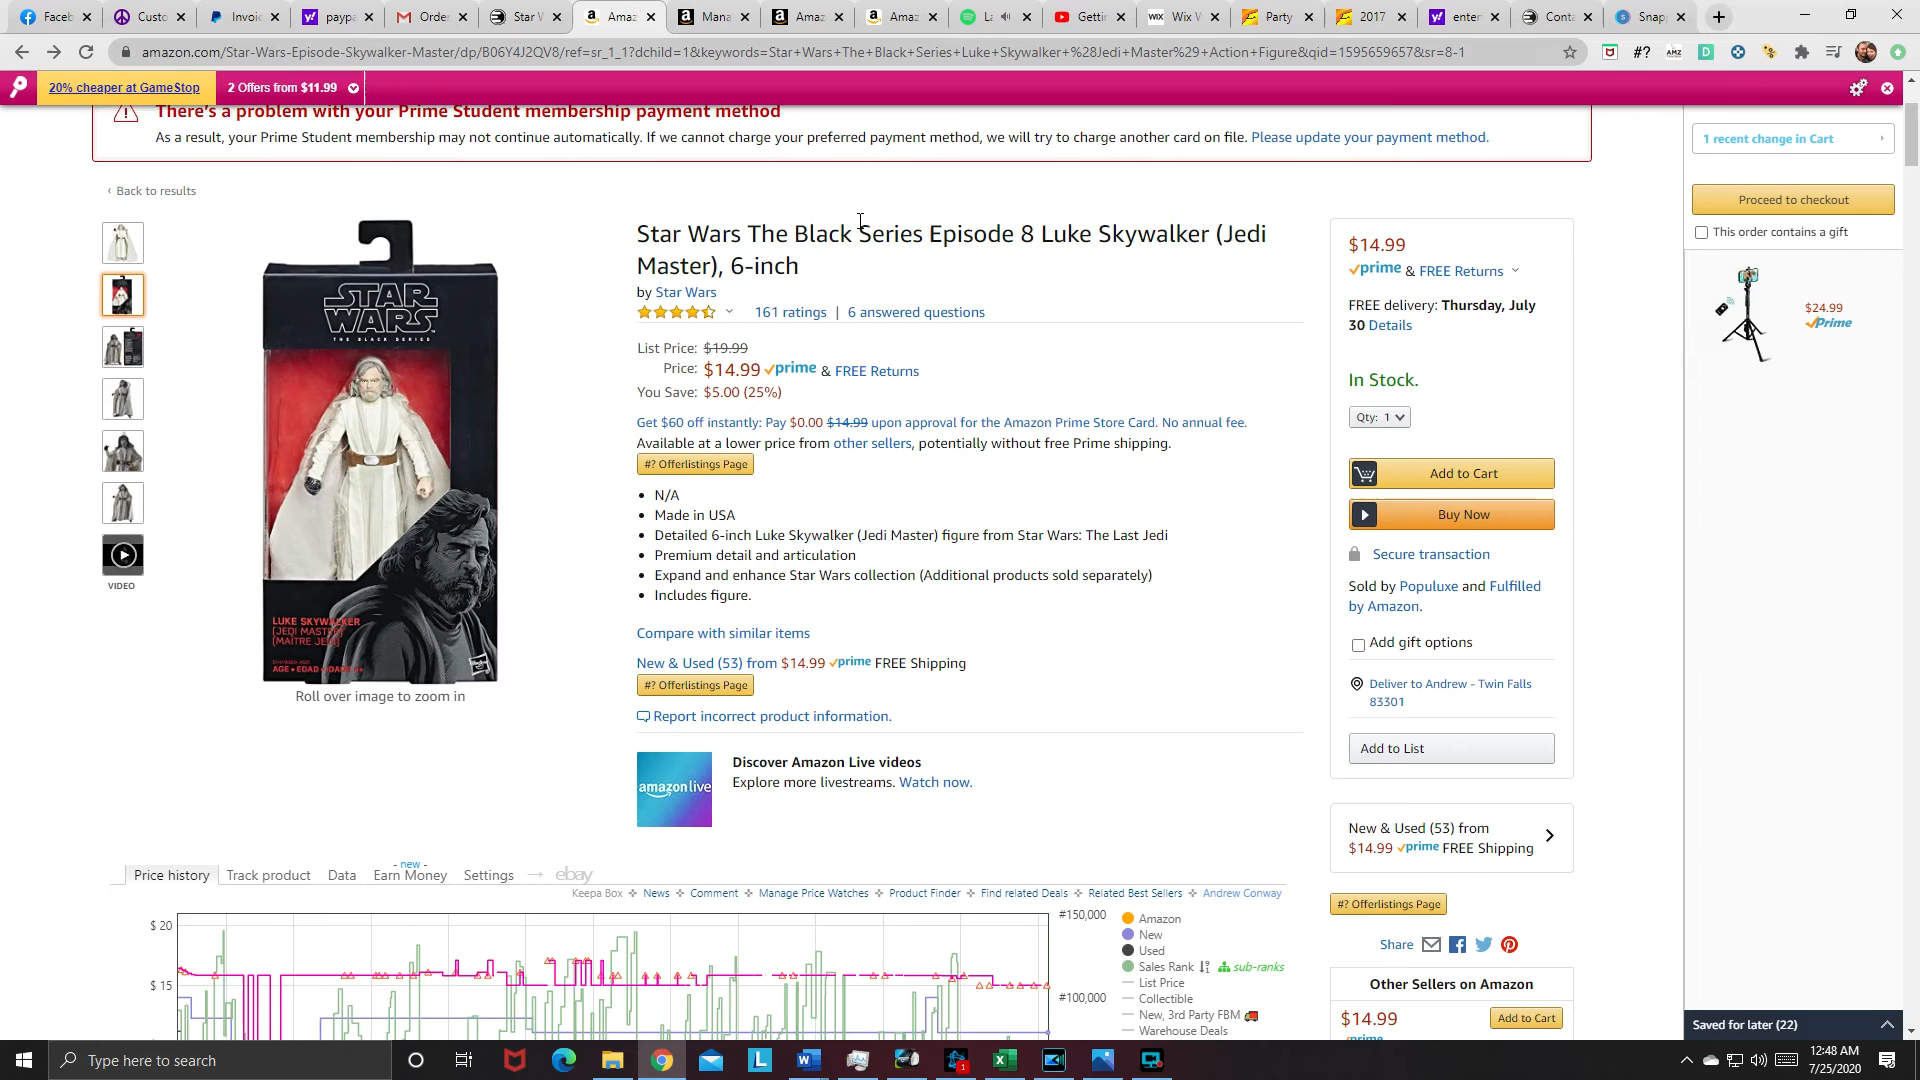 Faceb
Custo
Invoic
payp
Order
Star W
Amaz
Mana
Amaz
Amaz
La
Gettin
Wix W
Party
2017
enter
Conta
Snap
amazon.com/Star-Wars-Episode-Skywalker-Master/dp/B06Y4J2QV8/ref=sr_1_1?dchild=1&keywords=Star+Wars+The+Black+Series+Luke+Skywalker+%28Jedi+Master%29+Action+Figure&qid=1595659657&sr=8-1
20% cheaper at GameStop
2 Offers from $11.99
There's a problem with your Prime Student membership payment method
As a result, your Prime Student membership may not continue automatically. If we cannot charge your preferred payment method, we will try to charge another card on file. Please update your payment method.
1 recent change in Cart
Proceed to checkout
This order contains a gift
$24.99
prime
‹ Back to results
STAR WARS
THE BLACK SERIES
LUKE SKYWALKER
(JEDI MASTER)
(MAÎTRE JEDI)
Hasbro
Roll over image to zoom in
VIDEO
Star Wars The Black Series Episode 8 Luke Skywalker (Jedi
Master), 6-inch
by Star Wars
161 ratings | 6 answered questions
List Price: $19.99
Price: $14.99 prime & FREE Returns
You Save: $5.00 (25%)
Get $60 off instantly: Pay $0.00 $14.99 upon approval for the Amazon Prime Store Card. No annual fee.
Available at a lower price from other sellers, potentially without free Prime shipping.
#? Offerlistings Page
• N/A
• Made in USA
• Detailed 6-inch Luke Skywalker (Jedi Master) figure from Star Wars: The Last Jedi
• Premium detail and articulation
• Expand and enhance Star Wars collection (Additional products sold separately)
• Includes figure.
Compare with similar items
New & Used (53) from $14.99 prime FREE Shipping
#? Offerlistings Page
Report incorrect product information.
amazonlive
Discover Amazon Live videos
Explore more livestreams. Watch now.
$14.99
prime & FREE Returns
FREE delivery: Thursday, July
30 Details
In Stock.
Qty: 1
Add to Cart
Buy Now
Secure transaction
Sold by Populuxe and Fulfilled
by Amazon.
Add gift options
Deliver to Andrew - Twin Falls
83301
Add to List
New & Used (53) from
$14.99 prime FREE Shipping
#? Offerlistings Page
Share
Other Sellers on Amazon
$14.99
Add to Cart
Saved for later (22)
Price history
Track product
Data
- new -
Earn Money
Settings
ebay
Keepa Box
News
Comment
Manage Price Watches
Product Finder
Find related Deals
Related Best Sellers
Andrew Conway
$ 20
$ 15
#150,000
#100,000
Amazon
New
Used
Sales Rank
sub-ranks
List Price
Collectible
New, 3rd Party FBM
Warehouse Deals
Type here to search
12:48 AM
7/25/2020